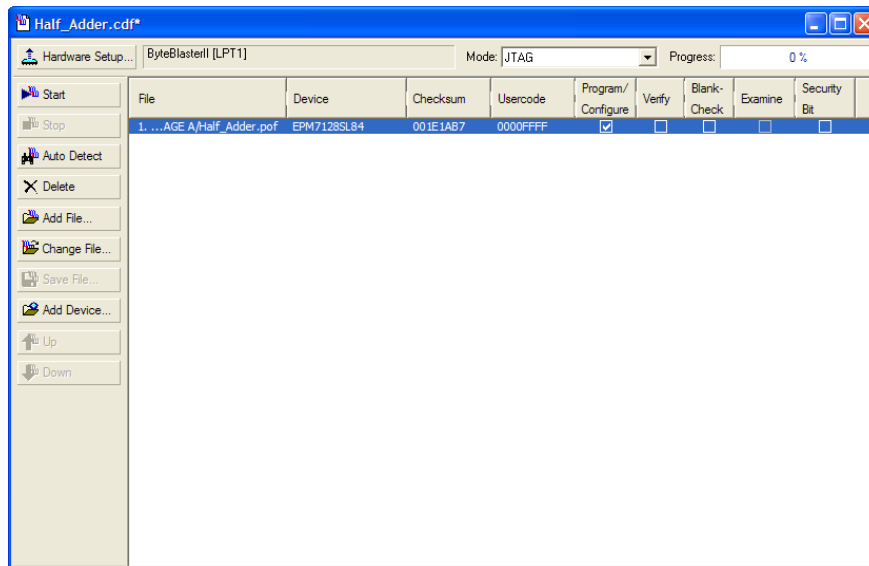 Half_Adder.cdf*
Hardware Setup... ByteBlasterII [LPT1] Mode: JTAG Progress: 0 %
Start
Stop
Auto Detect
Delete
Add File...
Change File...
Save File...
Add Device...
Up
Down
File Device Checksum Usercode Program/ Configure Verify Blank- Check Examine Security Bit
1. ...AGE A/Half_Adder.pof EPM7128SL84 001E1AB7 0000FFFF